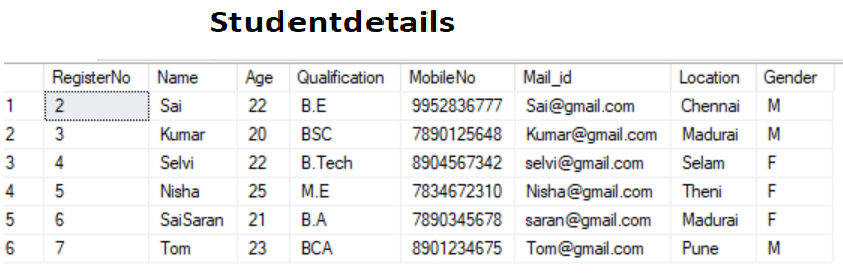 Studentdetails
RegisterNo Name Age Qualification MobileNo Mail_id Location Gender
1 2 Sai 22 B.E 9952836777 Sai@gmail.com Chennai M
2 3 Kumar 20 BSC 7890125648 Kumar@gmail.com Madurai M
3 4 Selvi 22 B.Tech 8904567342 selvi@gmail.com Selam F
4 5 Nisha 25 M.E 7834672310 Nisha@gmail.com Theni F
5 6 SaiSaran 21 B.A 7890345678 saran@gmail.com Madurai F
6 7 Tom 23 BCA 8901234675 Tom@gmail.com Pune M